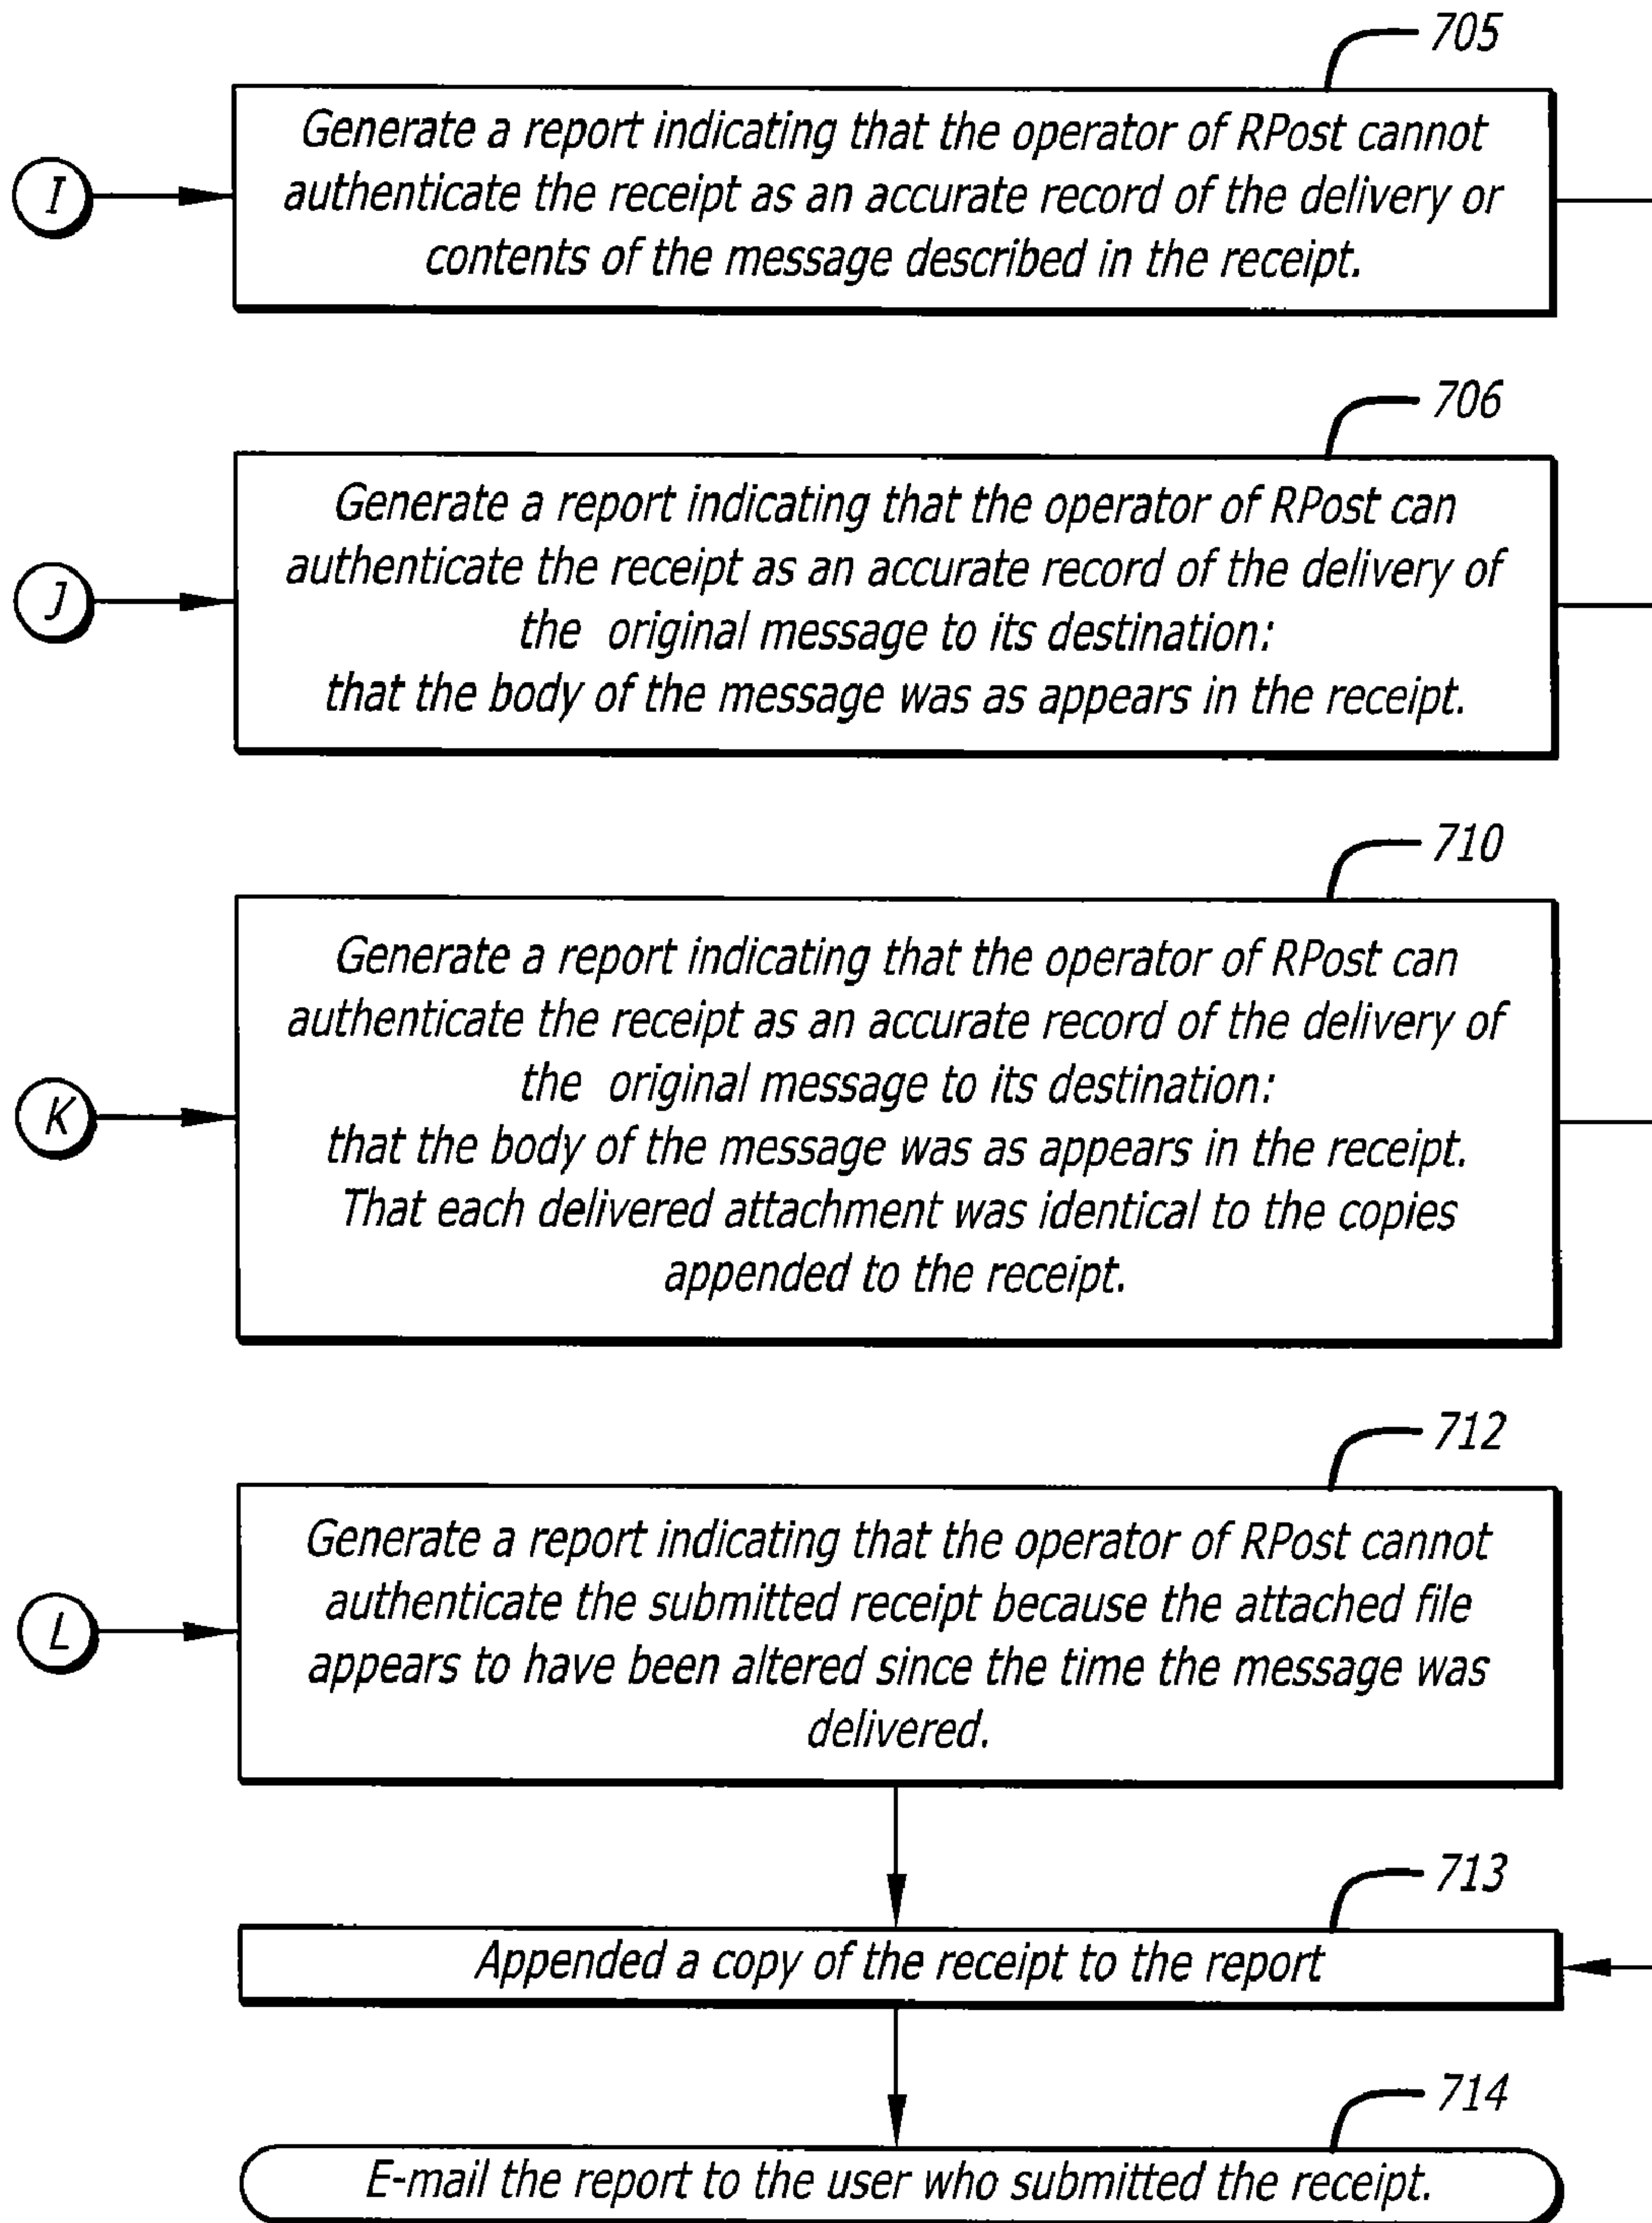 705
Generate a report indicating that the operator of RPost cannot
I
authenticate the receipt as an accurate record of the delivery or
contents of the message described in the receipt.
706
Generate a report indicating that the operator of RPost can
authenticate the receipt as an accurate record of the delivery of
J
the original message to its destination:
that the body of the message was as appears in the receipt.
710
Generate a report indicating that the operator of RPost can
authenticate the receipt as an accurate record of the delivery of
the original message to its destination:
K
that the body of the message was as appears in the receipt.
That each delivered attachment was identical to the copies
appended to the receipt.
712
Generate a report indicating that the operator of RPost cannot
authenticate the submitted receipt because the attached file
L
appears to have been altered since the time the message was
delivered.
713
Appended a copy of the receipt to the report
714
E-mail the report to the user who submitted the receipt.